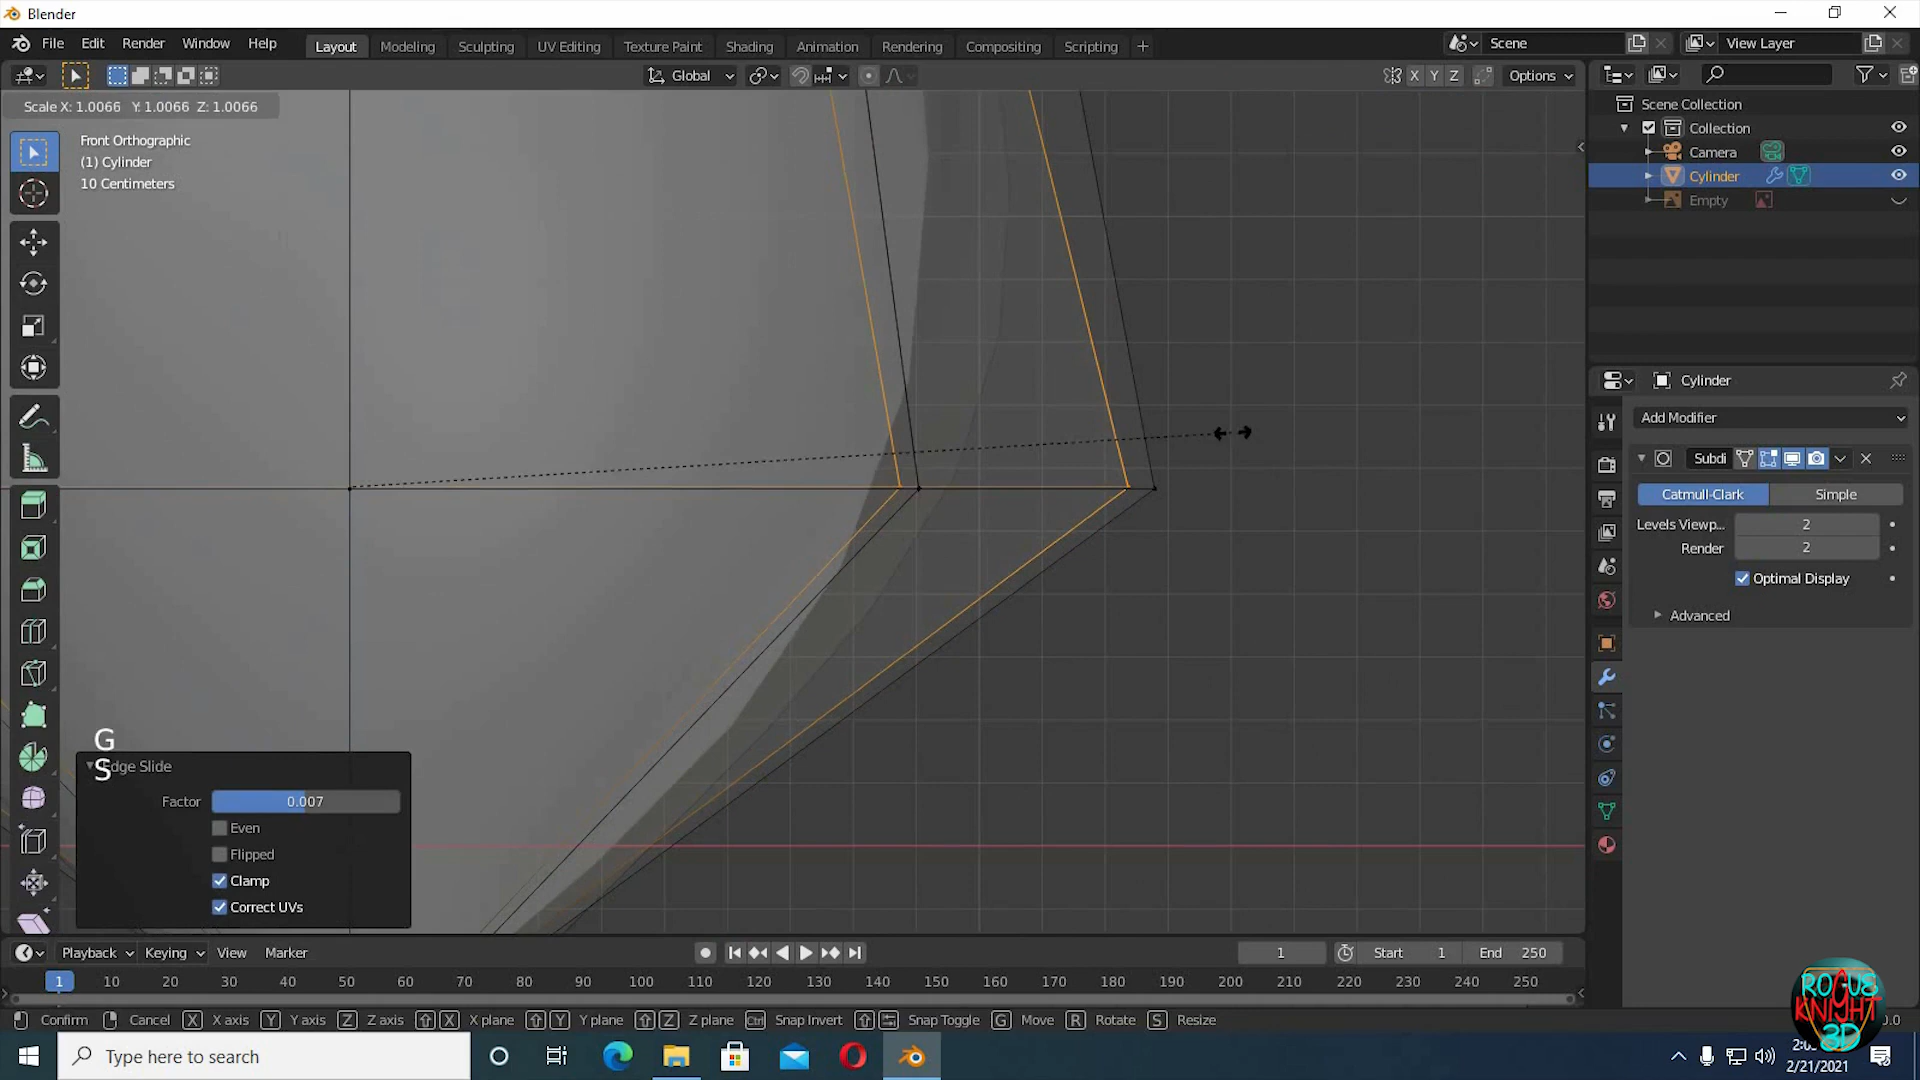 Blender
File Edit Render Window Help Layout Modeling Sculpting UV Editing Texture Paint Shading Animation Rendering Compositing Scripting + Scene View Layer
Global X Y Z Options
Scale X: 1.0066 Y: 1.0066 Z: 1.0066
Front Orthographic
(1) Cylinder
10 Centimeters
Scene Collection
Collection
Camera
Cylinder
Empty
Cylinder
Add Modifier
Subdi
Catmull-Clark Simple
Levels Viewp... 2
Render 2
Optimal Display
Advanced
G
S
dge Slide
Factor 0.007
Even
Flipped
Clamp
Correct UVs
Playback Keying View Marker 1 Start 1 End 250
1 10 20 30 40 50 60 70 80 90 100 110 120 130 140 150 160 170 180 190 200 210 220 230 240 250
Confirm Cancel X X axis Y Y axis Z Z axis X X plane Y Y plane Z Z plane Ctrl Snap Invert Snap Toggle G Move R Rotate S Resize
ROGUE
KNIGHT
3D
Type here to search
2/21/2021